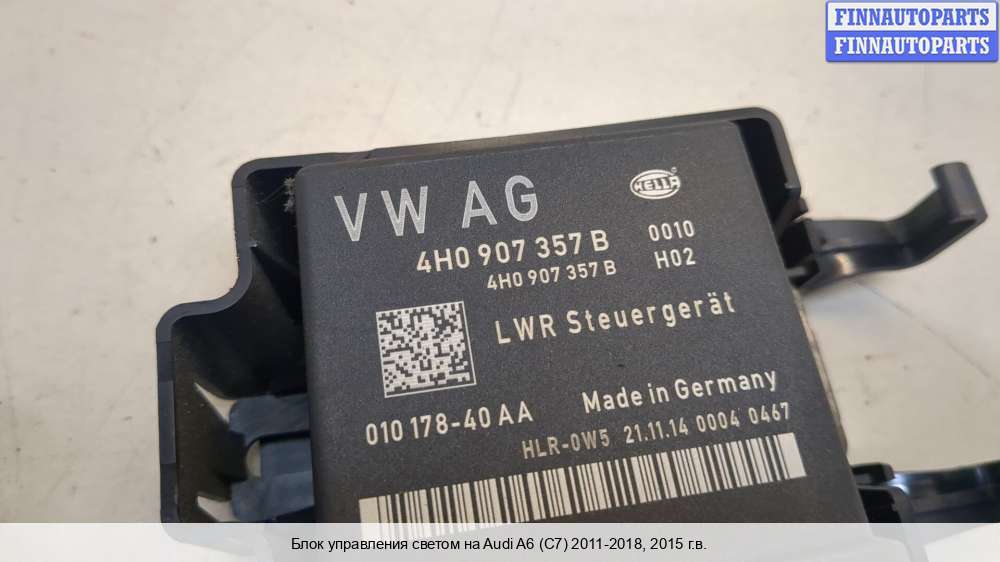 FINNAUTOPARTS
FINNAUTOPARTS
VW AG
HELLA
4H0 907 357 B 0010
4H0 907 357 B H02
LWR Steuergerät
010 178-40 AA Made in Germany
HLR-0W5 21.11.14 0004 0467
Блок управления светом на Audi A6 (C7) 2011-2018, 2015 г.в.